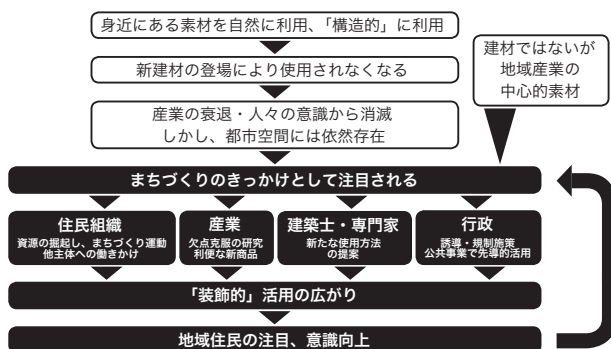 身近にある素材を自然に利用、「構造的」に利用
新建材の登場により使用されなくなる
産業の衰退・人々の意識から消滅
しかし、都市空間には依然存在
建材ではないが
地域産業の
中心的素材
まちづくりのきっかけとして注目される
住民組織
資源の掘起し、まちづくり運動
他主体への働きかけ
産業
欠点克服の研究
利便な新商品
建築士・専門家
新たな使用方法
の提案
行政
誘導・規制施策
公共事業で先導的活用
「装飾的」活用の広がり
地域住民の注目、意識向上